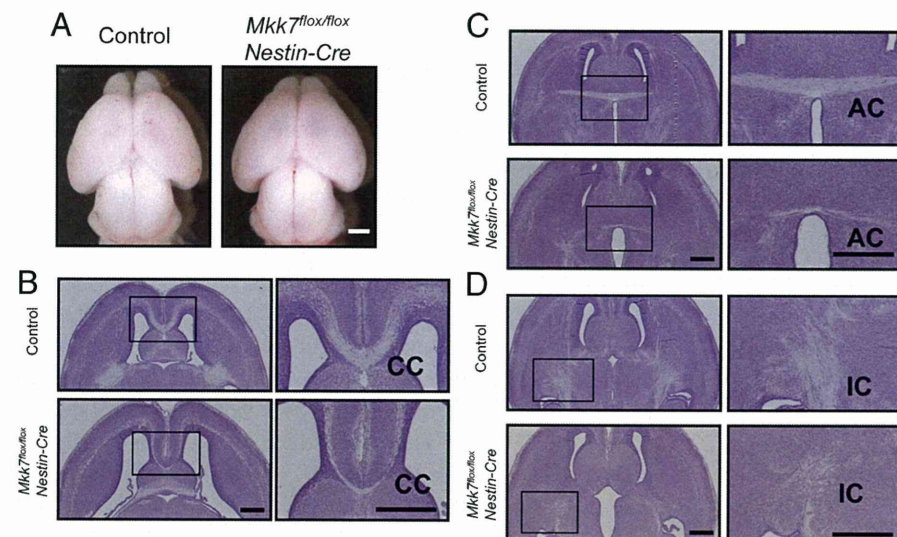 A
Control
Mkk7flox/flox
Nestin-Cre
B
Control
CC
Mkk7flox/flox
Nestin-Cre
CC
C
Control
AC
Mkk7flox/flox
Nestin-Cre
AC
D
Control
IC
Mkk7flox/flox
Nestin-Cre
IC